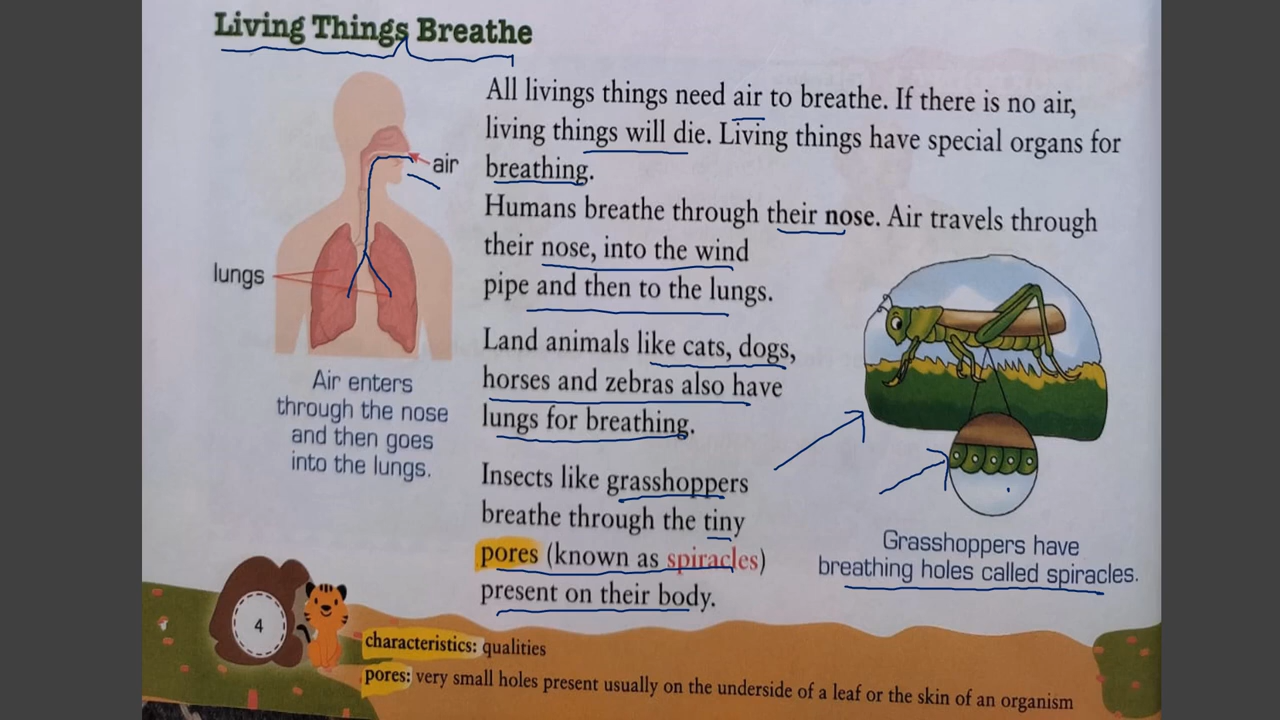 Living Things Breathe
All livings things need air to breathe. If there is no air,
living things will die. Living things have special organs for
breathing.
Humans breathe through their nose. Air travels through
their nose, into the wind
pipe and then to the lungs.
air
lungs
Air enters
through the nose
and then goes
into the lungs.
Land animals like cats, dogs,
horses and zebras also have
lungs for breathing.
Insects like grasshoppers
breathe through the tiny
pores (known as spiracles)
present on their body.
Grasshoppers have
breathing holes called spiracles.
4
characteristics: qualities
pores: very small holes present usually on the underside of a leaf or the skin of an organism